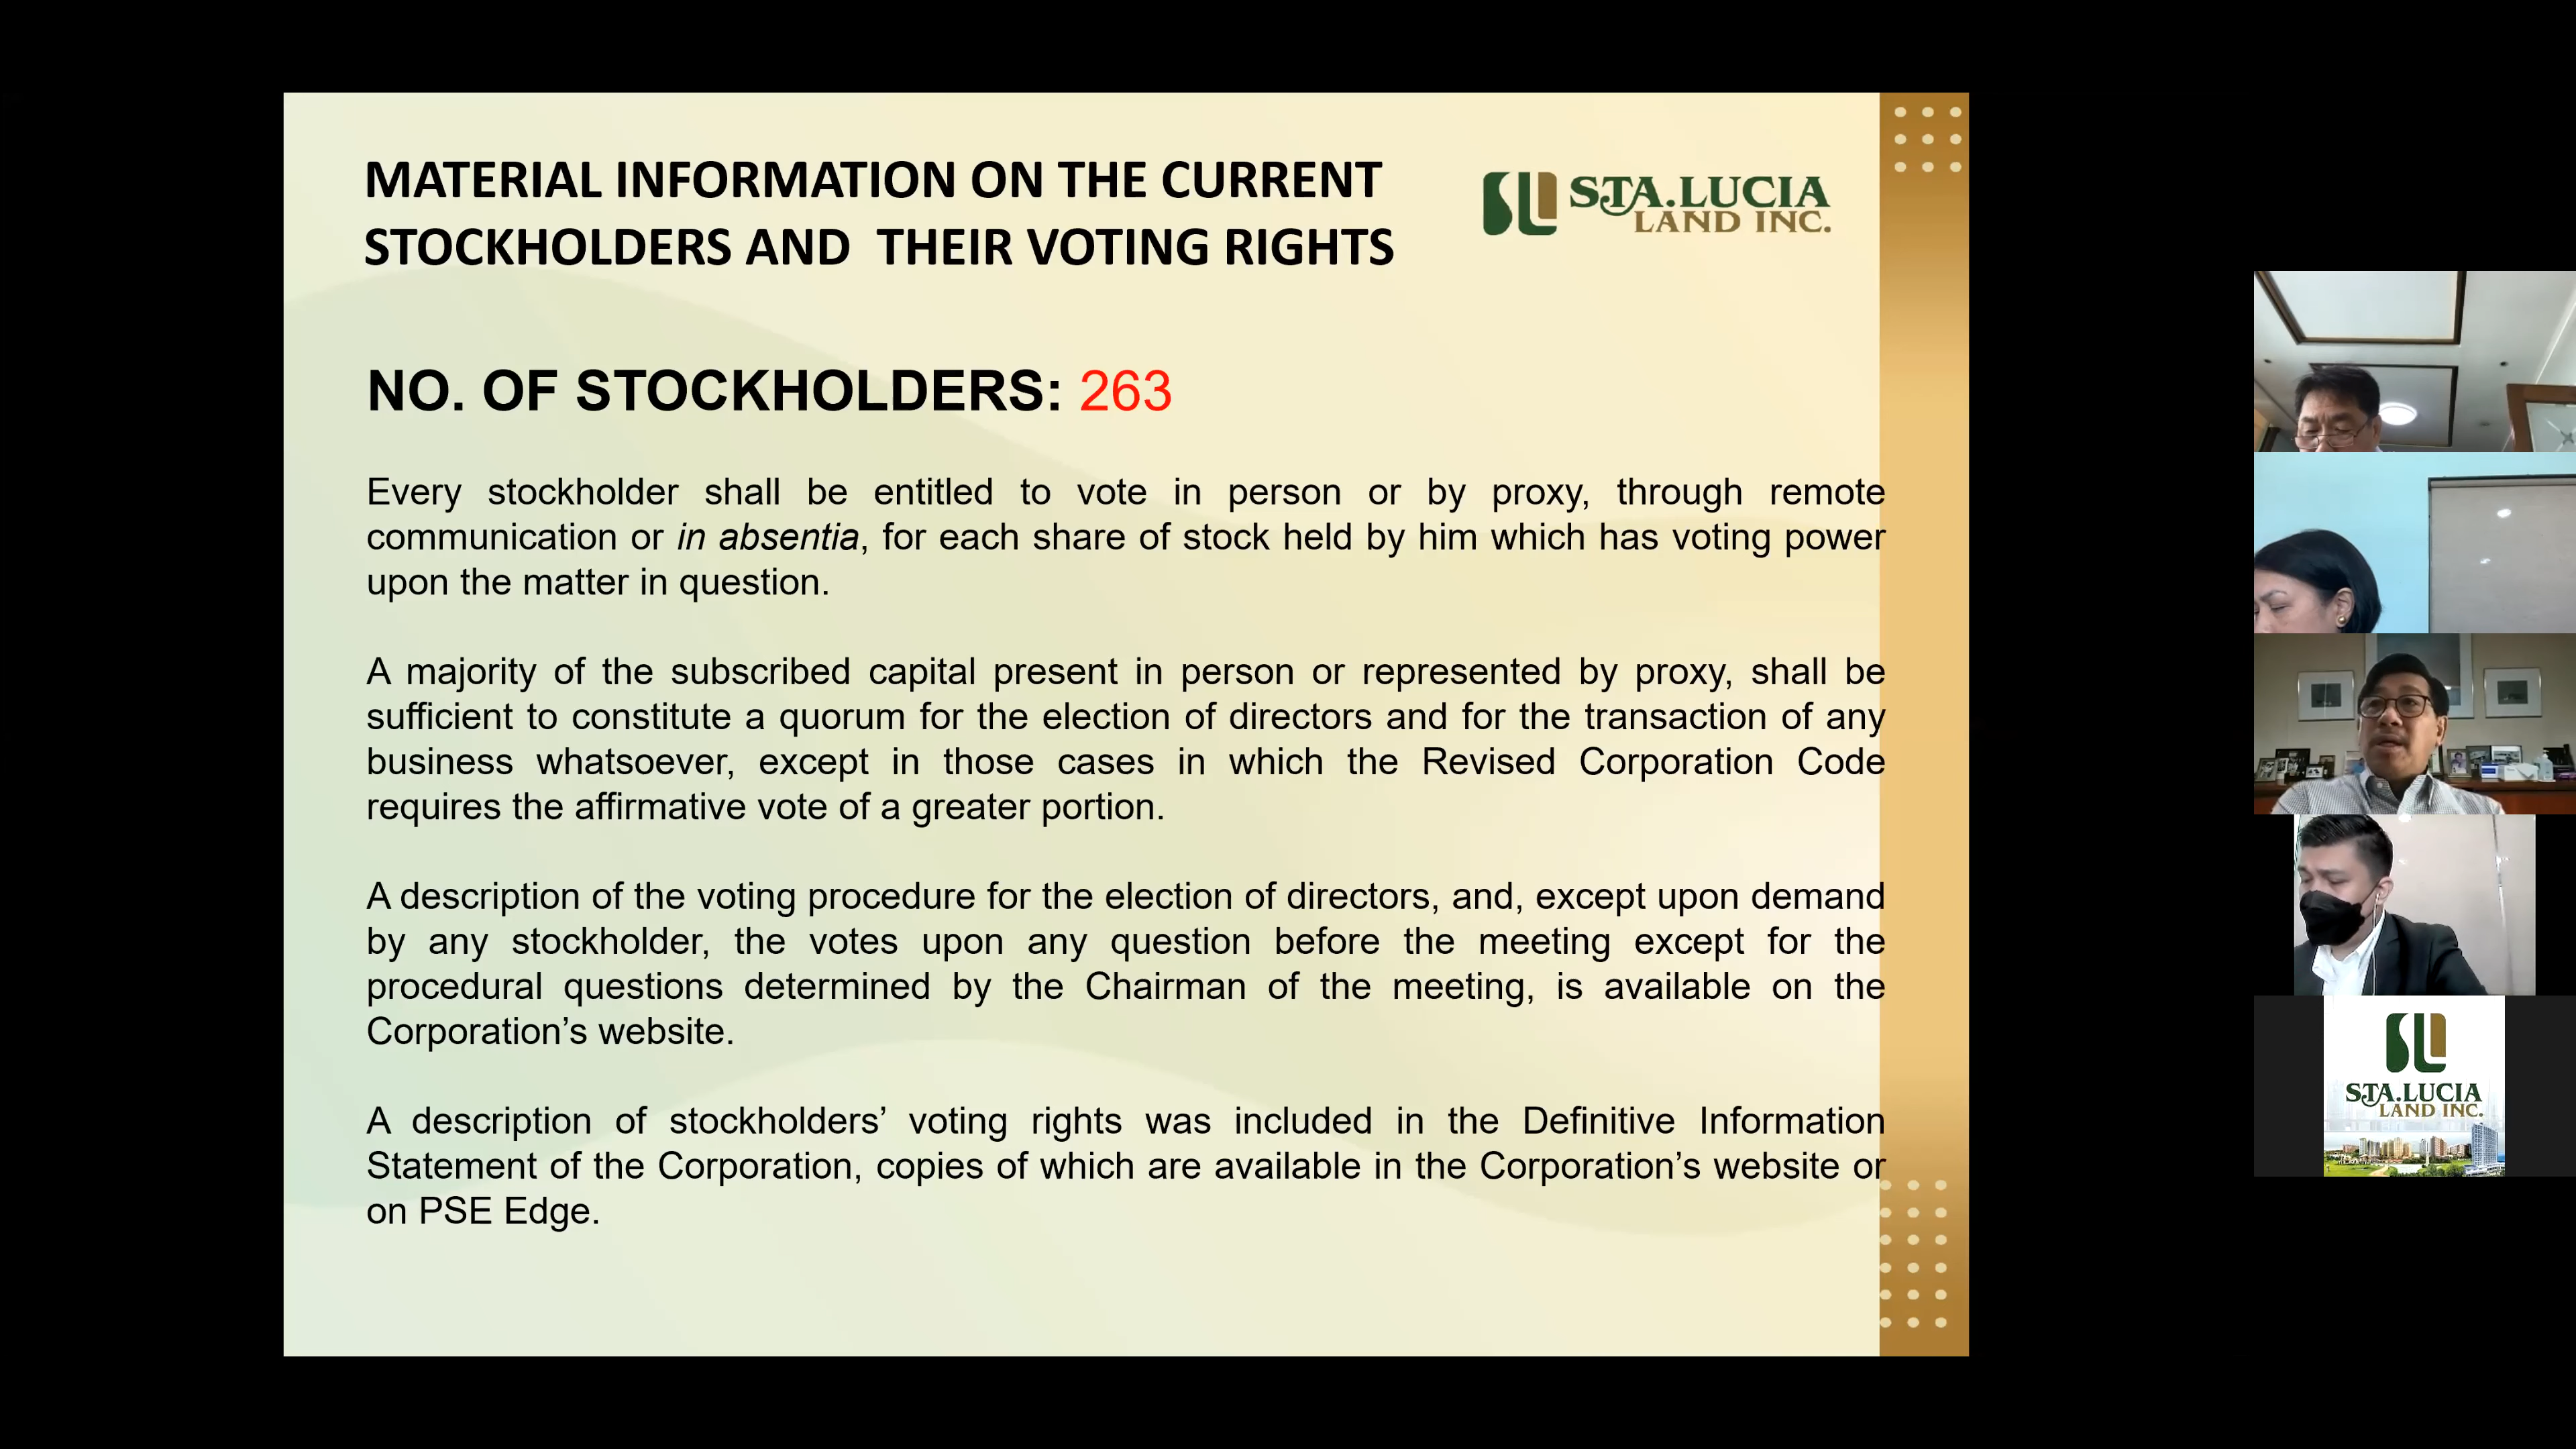 MATERIAL INFORMATION ON THE CURRENT
STOCKHOLDERS AND  THEIR VOTING RIGHTS
STA.LUCIA
LAND INC.
NO. OF STOCKHOLDERS: 263
Every stockholder shall be entitled to vote in person or by proxy, through remote
communication or in absentia, for each share of stock held by him which has voting power
upon the matter in question.
A majority of the subscribed capital present in person or represented by proxy, shall be
sufficient to constitute a quorum for the election of directors and for the transaction of any
business whatsoever, except in those cases in which the Revised Corporation Code
requires the affirmative vote of a greater portion.
A description of the voting procedure for the election of directors, and, except upon demand
by any stockholder, the votes upon any question before the meeting except for the
procedural questions determined by the Chairman of the meeting, is available on the
Corporation’s website.
A description of stockholders’ voting rights was included in the Definitive Information
Statement of the Corporation, copies of which are available in the Corporation’s website or
on PSE Edge.
STA.LUCIA
LAND INC.